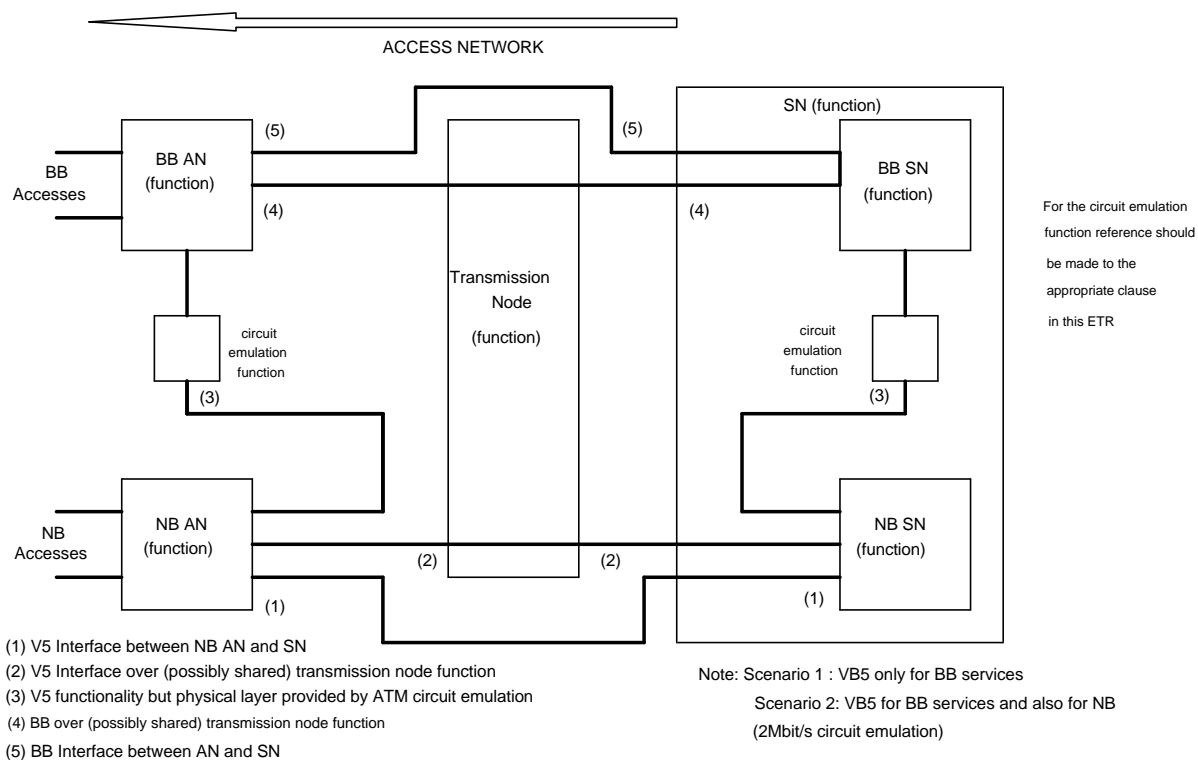 ACCESS NETWORK
SN (function)
(5)
(5)
BB AN
(function)
BB
Accesses
BB SN
(function)
(4)
(4)
For the circuit emulation
function reference should
be made to the
appropriate clause
in this ETR
Transmission
Node
(function)
circuit
emulation
function
circuit
emulation
function
(3)
(3)
NB AN
(function)
NB
Accesses
NB SN
(function)
(2)
(2)
(1)
(1)
(1) V5 Interface between NB AN and SN
(2) V5 Interface over (possibly shared) transmission node function
(3) V5 functionality but physical layer provided by ATM circuit emulation
(4) BB over (possibly shared) transmission node function
(5) BB Interface between AN and SN
Note: Scenario 1 : VB5 only for BB services
Scenario 2: VB5 for BB services and also for NB
(2Mbit/s circuit emulation)